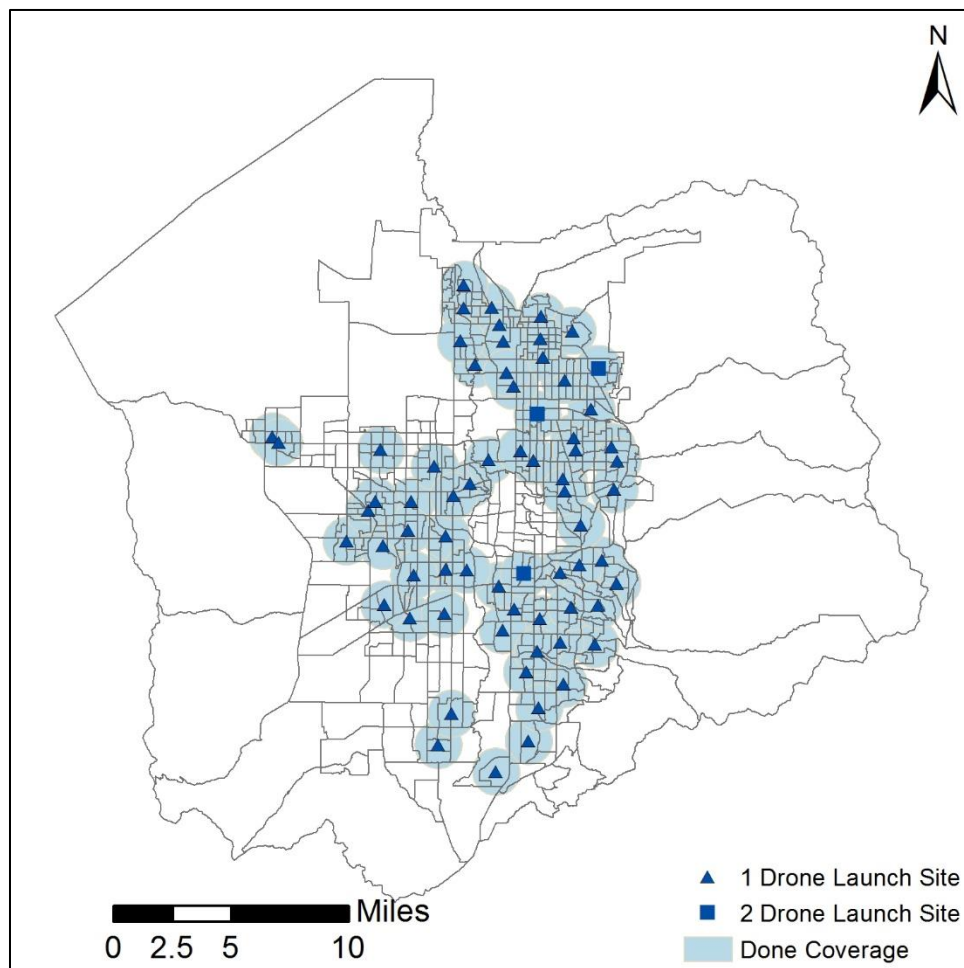 N
1 Drone Launch Site
2 Drone Launch Site
Done Coverage
Miles
0 2.5 5 10